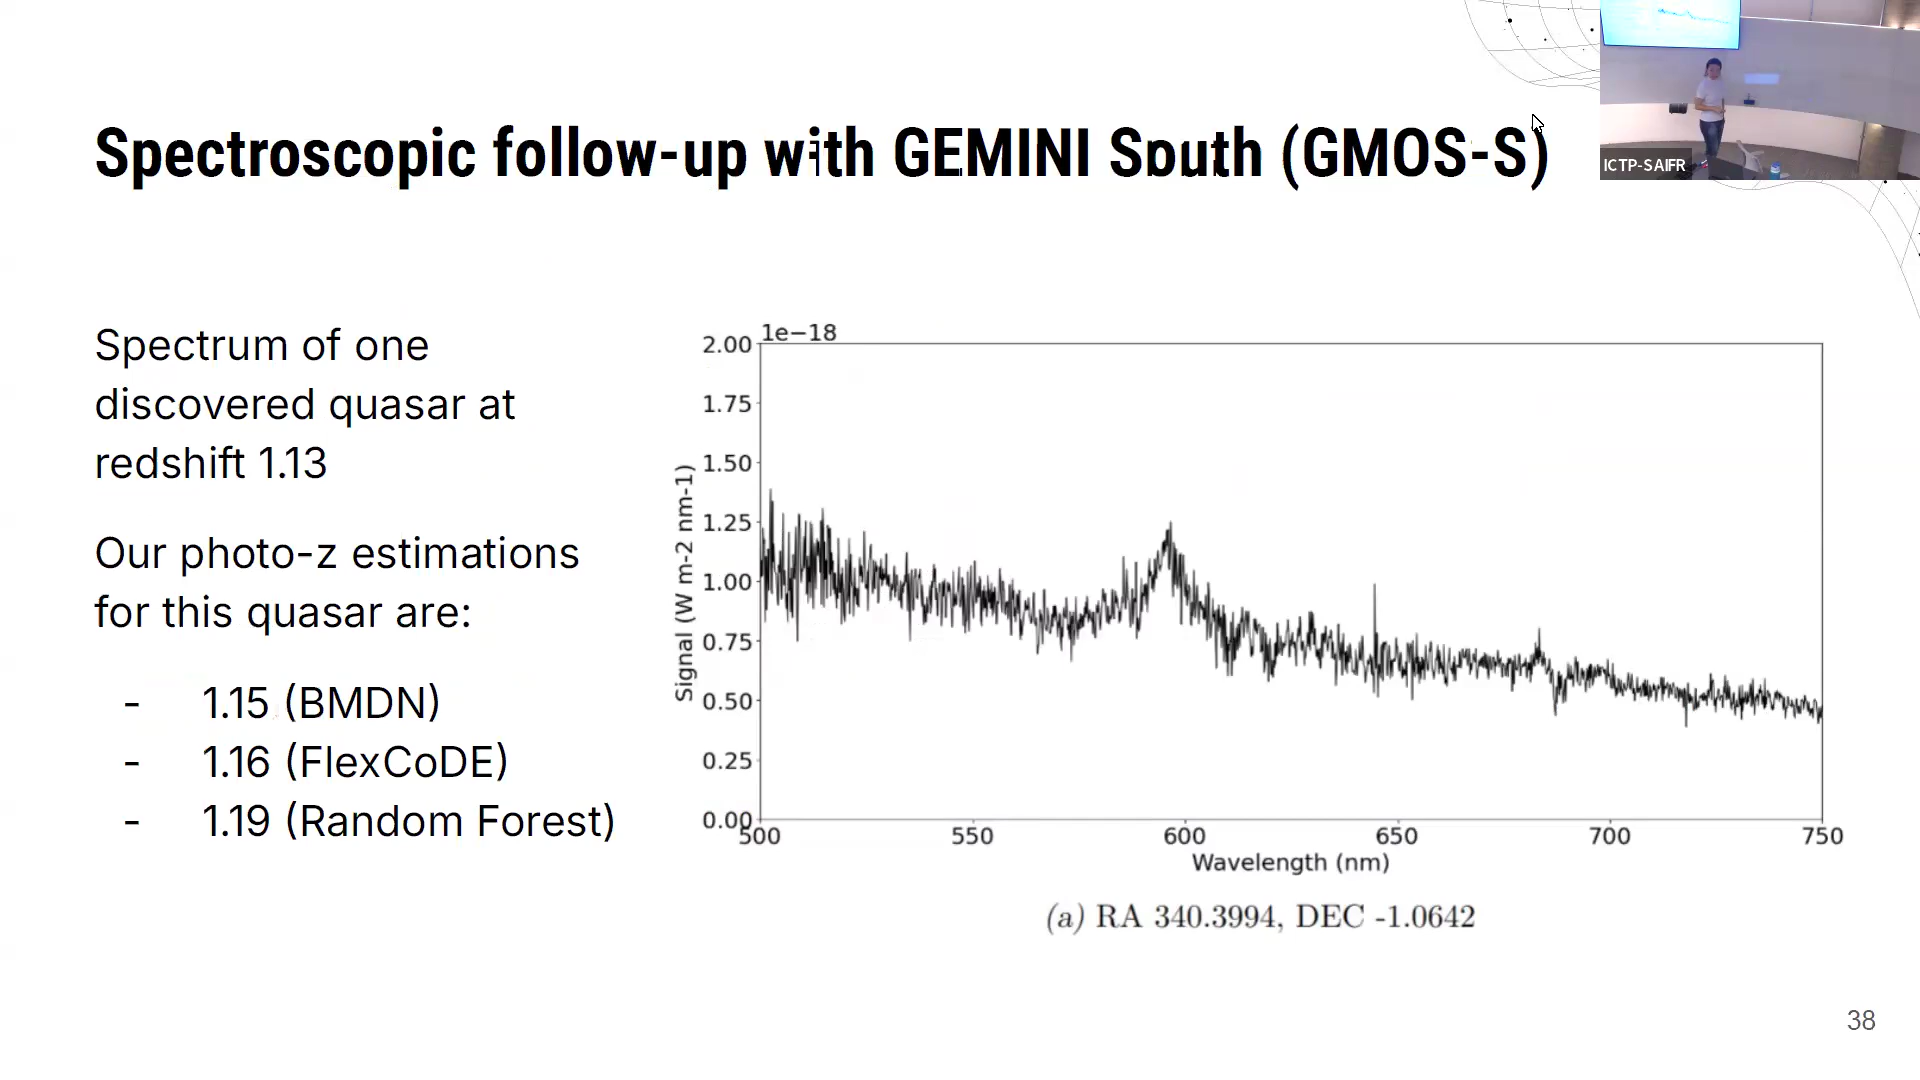 Spectroscopic follow-up with GEMINI South (GMOS-S)
ICTP-SAIFR
Spectrum of one
discovered quasar at
redshift 1.13
Our photo-z estimations
for this quasar are:
- 1.15 (BMDN)
- 1.16 (FlexCoDE)
- 1.19 (Random Forest)
1e−18
2.00
1.75
1.50
1.25
1.00
0.75
0.50
0.25
0.00
Signal (W m-2 nm-1)
500 550 600 650 700 750
Wavelength (nm)
(a) RA 340.3994, DEC -1.0642
38